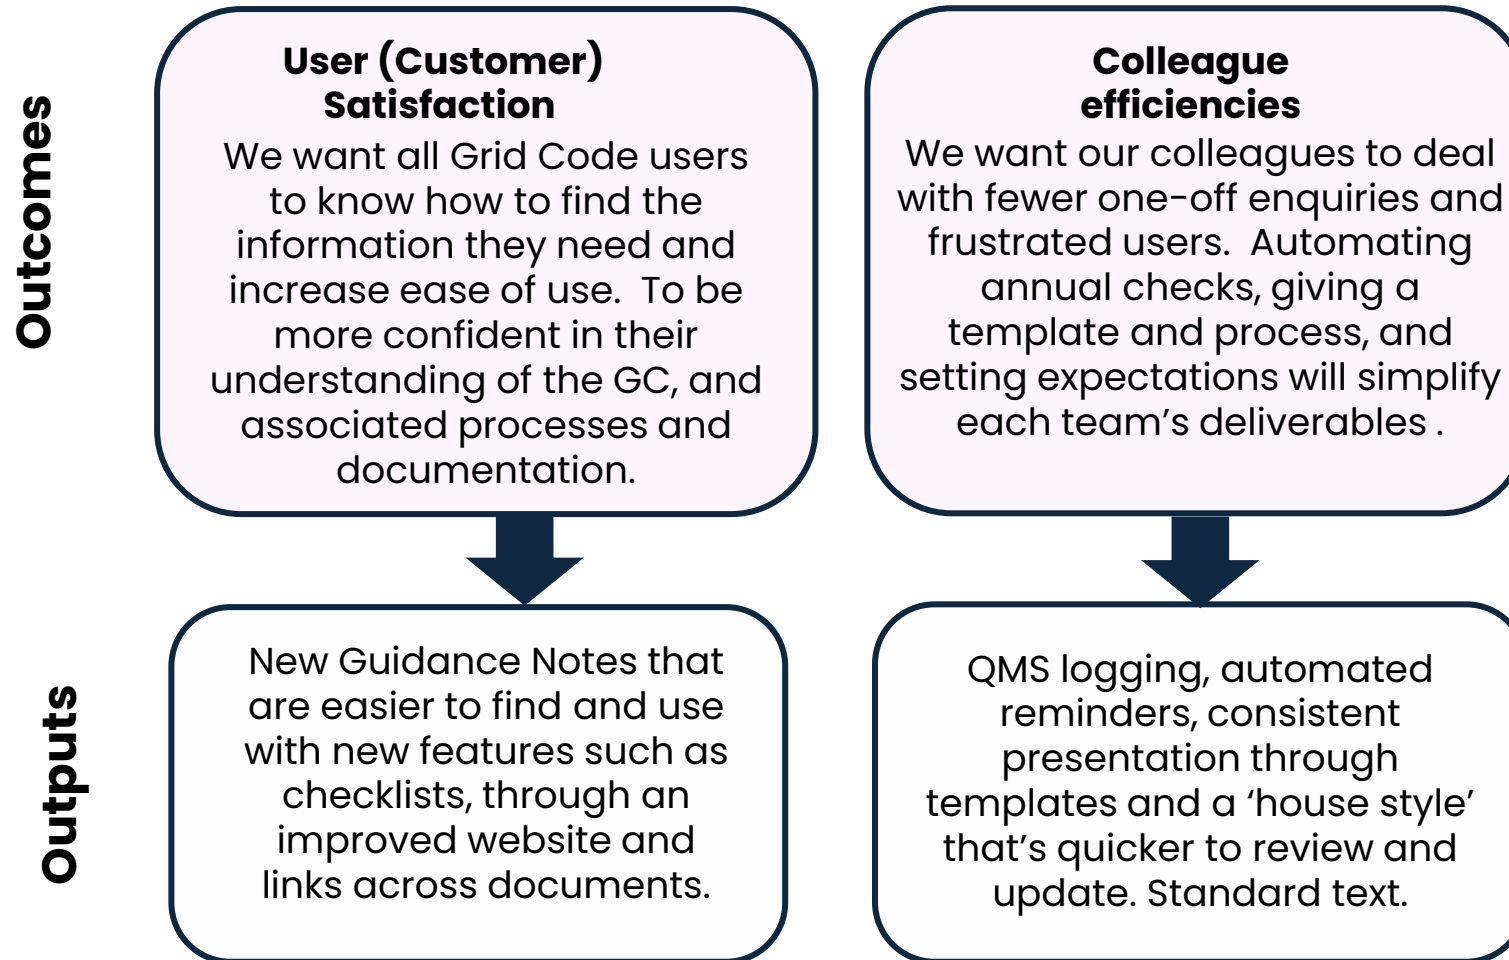 Outcomes
User (Customer)
Satisfaction
We want all Grid Code users
to know how to find the
information they need and
increase ease of use.  To be
more confident in their
understanding of the GC, and
associated processes and
documentation.
Colleague
efficiencies
We want our colleagues to deal
with fewer one-off enquiries and
frustrated users.  Automating
annual checks, giving a
template and process, and
setting expectations will simplify
each team’s deliverables .
Outputs
New Guidance Notes that
are easier to find and use
with new features such as
checklists, through an
improved website and
links across documents.
QMS logging, automated
reminders, consistent
presentation through
templates and a ‘house style’
that’s quicker to review and
update. Standard text.